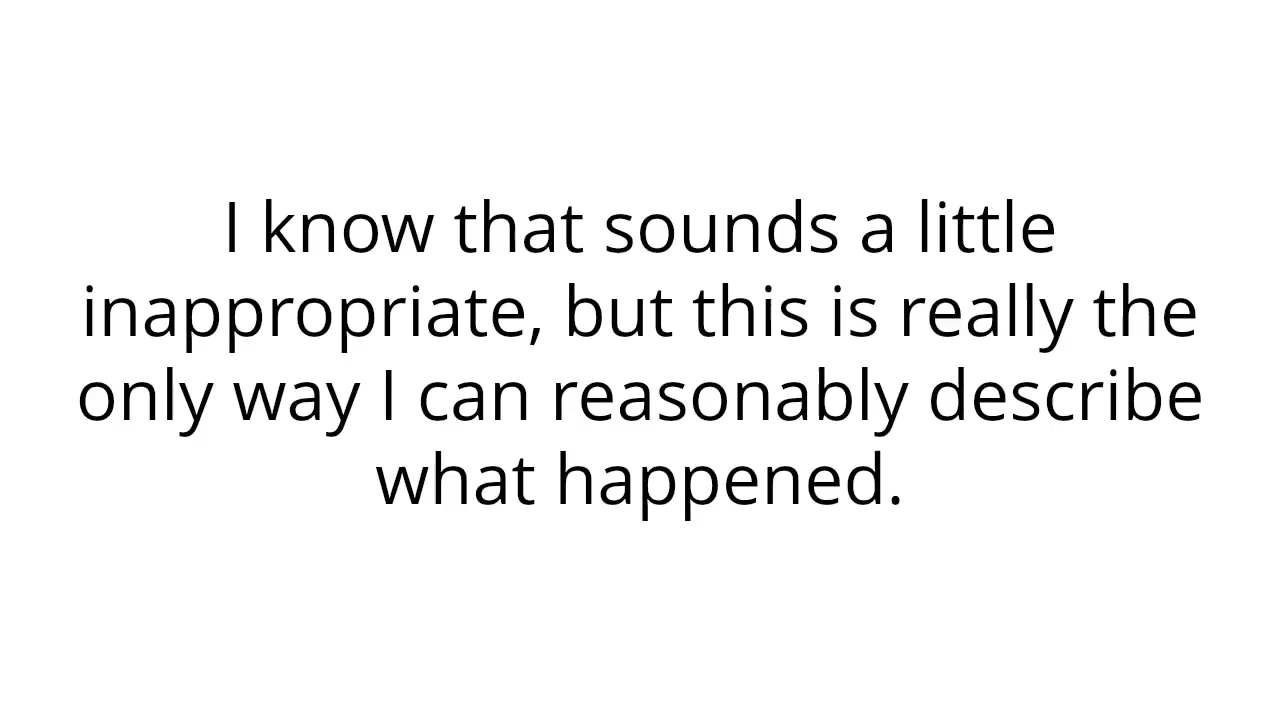 I know that sounds a little
inappropriate, but this is really the
only way I can reasonably describe
what happened.